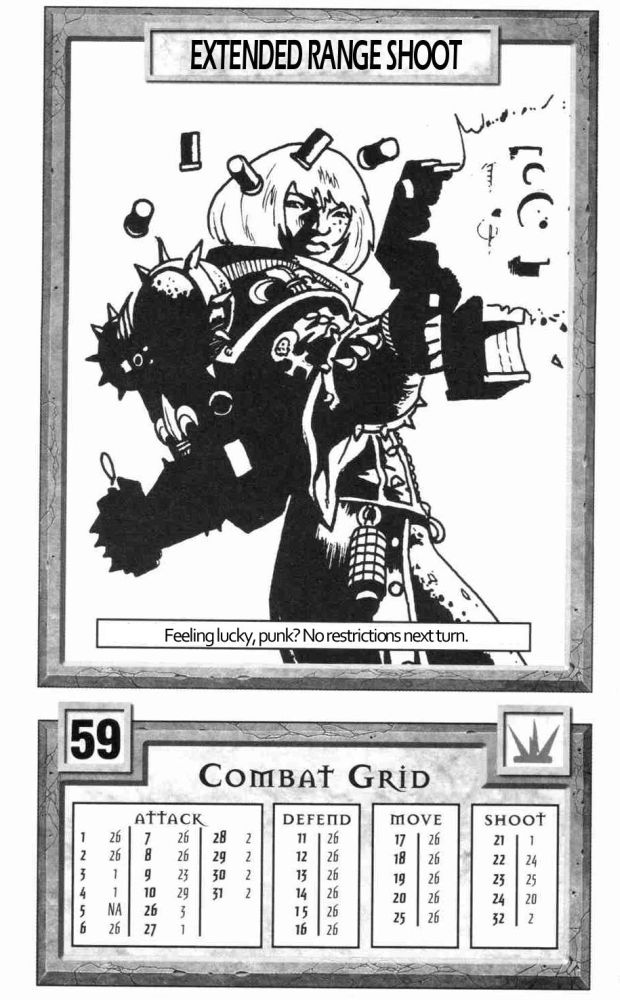 EXTENDED RANGE SHOOT
Feeling lucky, punk? No restrictions next turn.
59
COMBAT GRID
ATTACK DEFEND MOVE SHOOT
1 26 7 26 28 2 11 26 17 26 21 1
2 26 8 26 29 2 12 26 18 26 22 24
3 1 9 23 30 2 13 26 19 26 23 25
4 1 10 29 31 2 14 26 20 26 24 20
5 NA 26 3 15 26 25 26 32 2
6 26 27 1 16 26